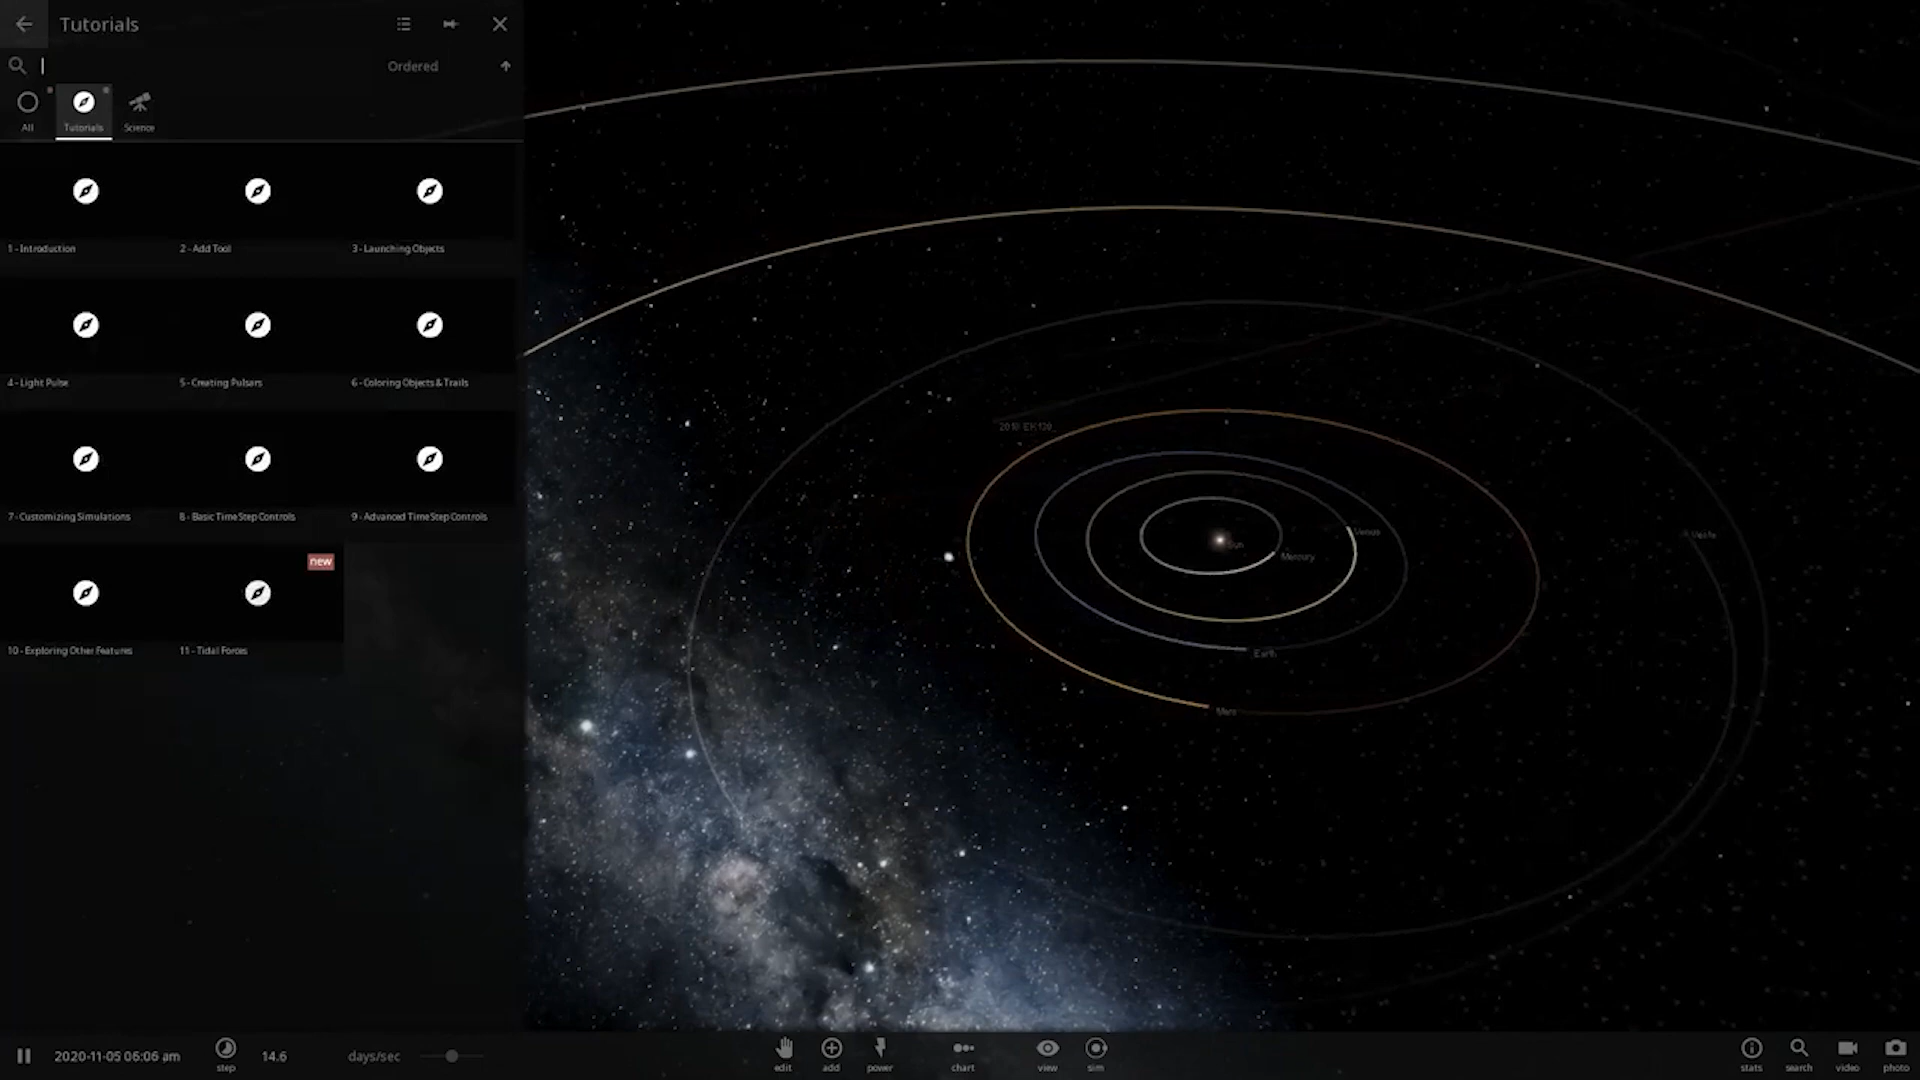 Tutorials
Ordered
All
Tutorials
Science
1 - Introduction
2 - Add Tool
3 - Launching Objects
4 - Light Pulse
5 - Creating Pulsars
6 - Coloring Objects & Trails
7 - Customizing Simulations
8 - Basic Time Step Controls
9 - Advanced Time Step Controls
new
10 - Exploring Other Features
11 - Tidal Forces
Venus
Vesta
Sun
Mercury
Earth
Mars
2020-11-05 06:06 am
step
14.6
days/sec
edit
add
power
chart
view
sim
stats
search
video
photo